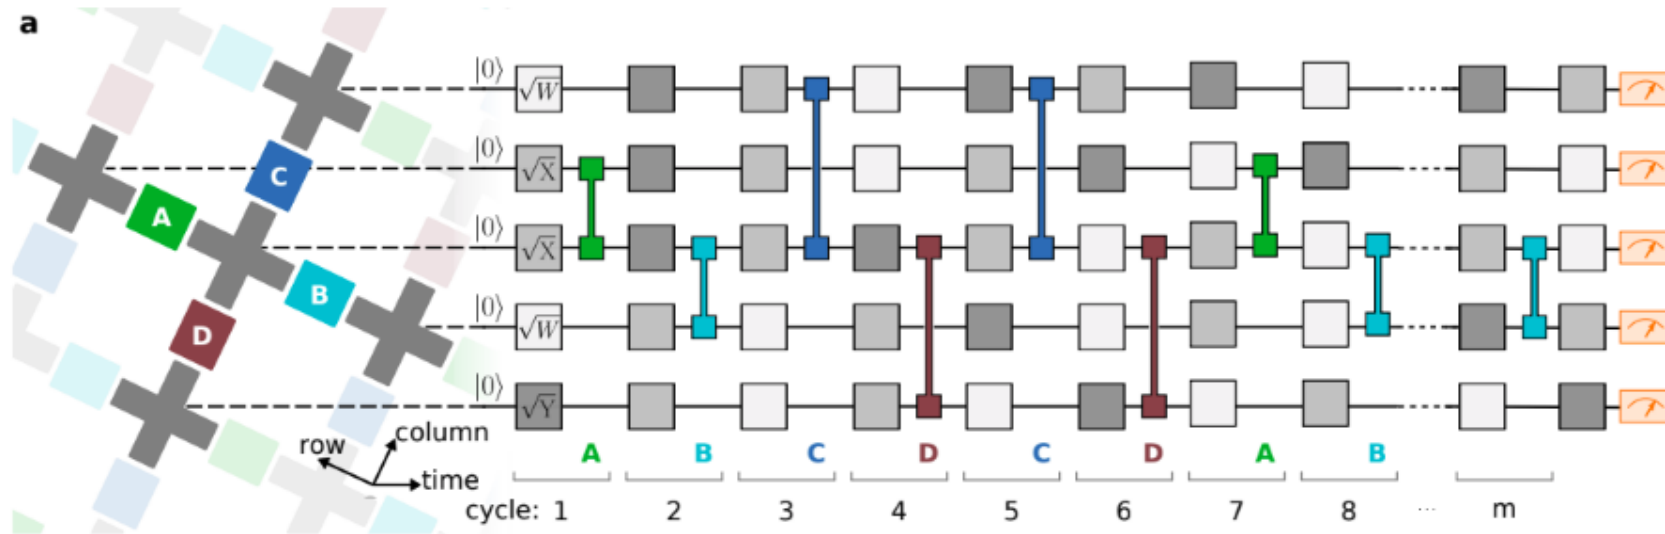 a
|0⟩
√W
|0⟩
√X
C
A
|0⟩
√X
B
|0⟩
√W
D
|0⟩
√Y
row
column
time
A B C D C D A B
cycle: 1 2 3 4 5 6 7 8 ... m